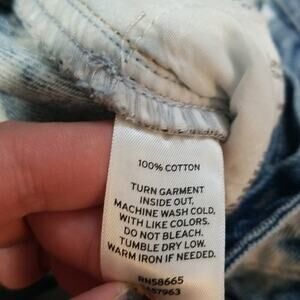 100% COTTON
TURN GARMENT
INSIDE OUT,
MACHINE WASH COLD,
WITH LIKE COLORS.
DO NOT BLEACH.
TUMBLE DRY LOW.
WARM IRON IF NEEDED.
RN58665